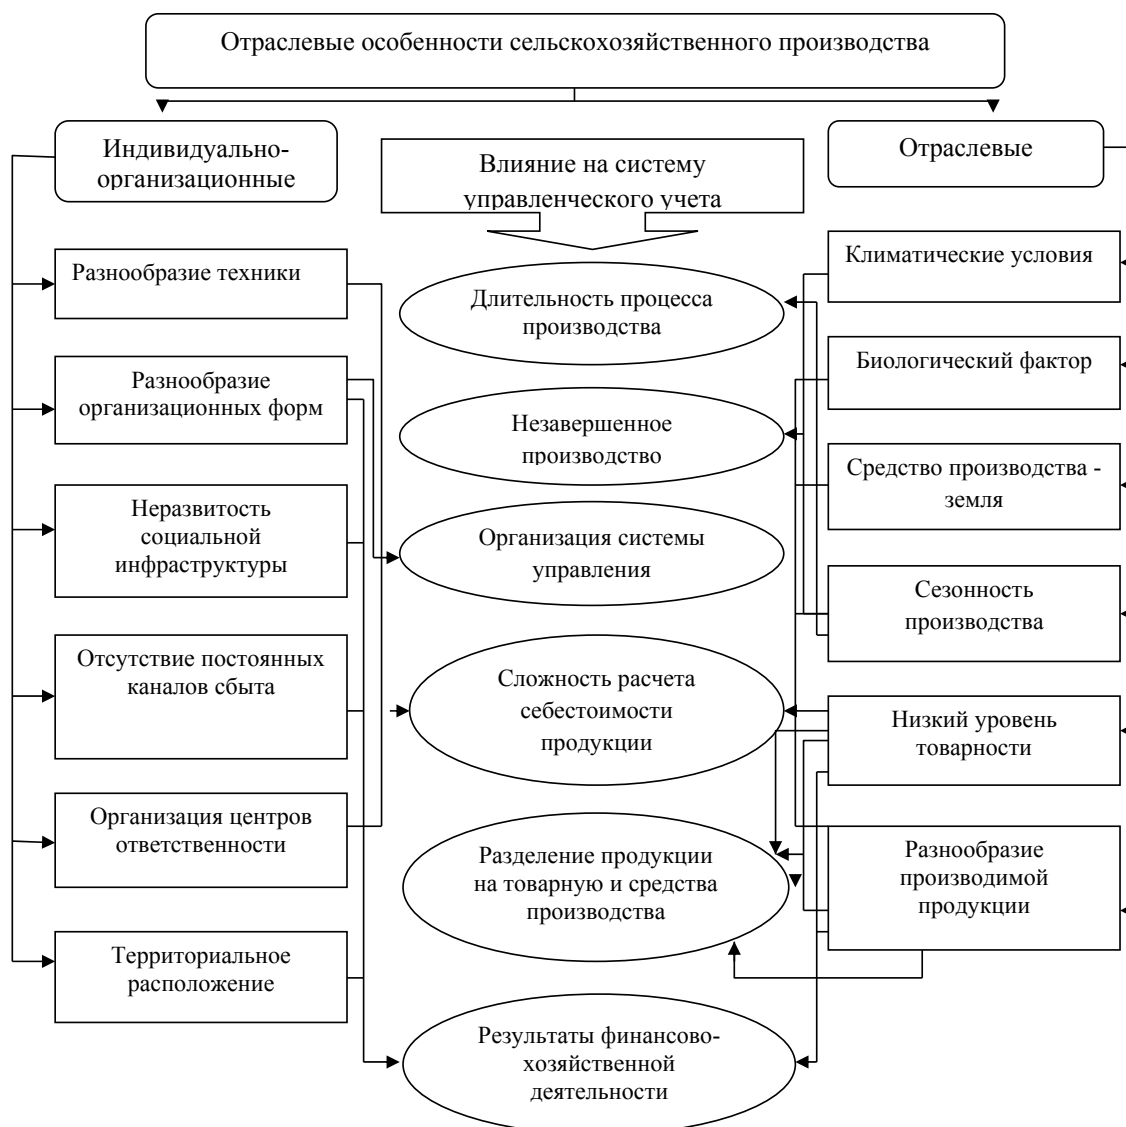 Отраслевые особенности сельскохозяйственного производства
Индивидуально-
организационные
Влияние на систему
управленческого учета
Отраслевые
Разнообразие техники
Разнообразие
организационных форм
Неразвитость
социальной
инфраструктуры
Отсутствие постоянных
каналов сбыта
Организация центров
ответственности
Территориальное
расположение
Длительность процесса
производства
Незавершенное
производство
Организация системы
управления
Сложность расчета
себестоимости
продукции
Разделение продукции
на товарную и средства
производства
Результаты финансово-
хозяйственной
деятельности
Климатические условия
Биологический фактор
Средство производства -
земля
Сезонность
производства
Низкий уровень
товарности
Разнообразие
производимой
продукции